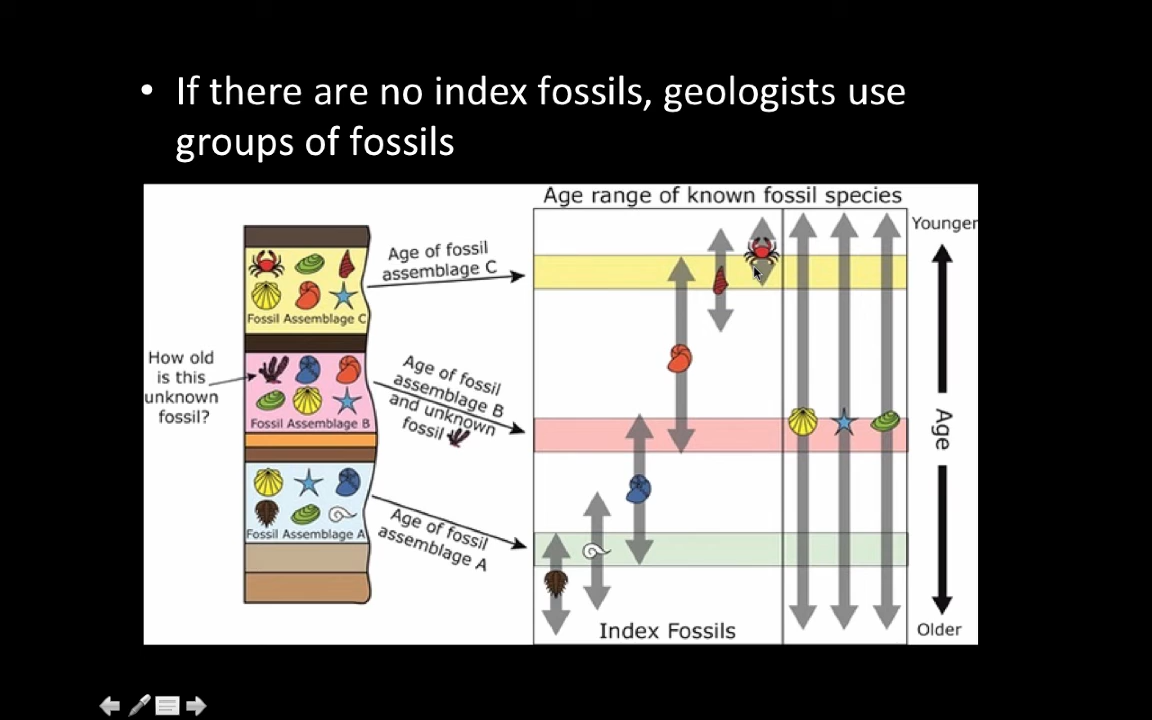 • If there are no index fossils, geologists use
groups of fossils
Age range of known fossil species
Younger
Age of fossil
assemblage C
Fossil Assemblage C
How old
is this
unknown
fossil?
Age of fossil
assemblage B
and unknown
fossil
Fossil Assemblage B
Age
Fossil Assemblage A
Age of fossil
assemblage A
Index Fossils
Older